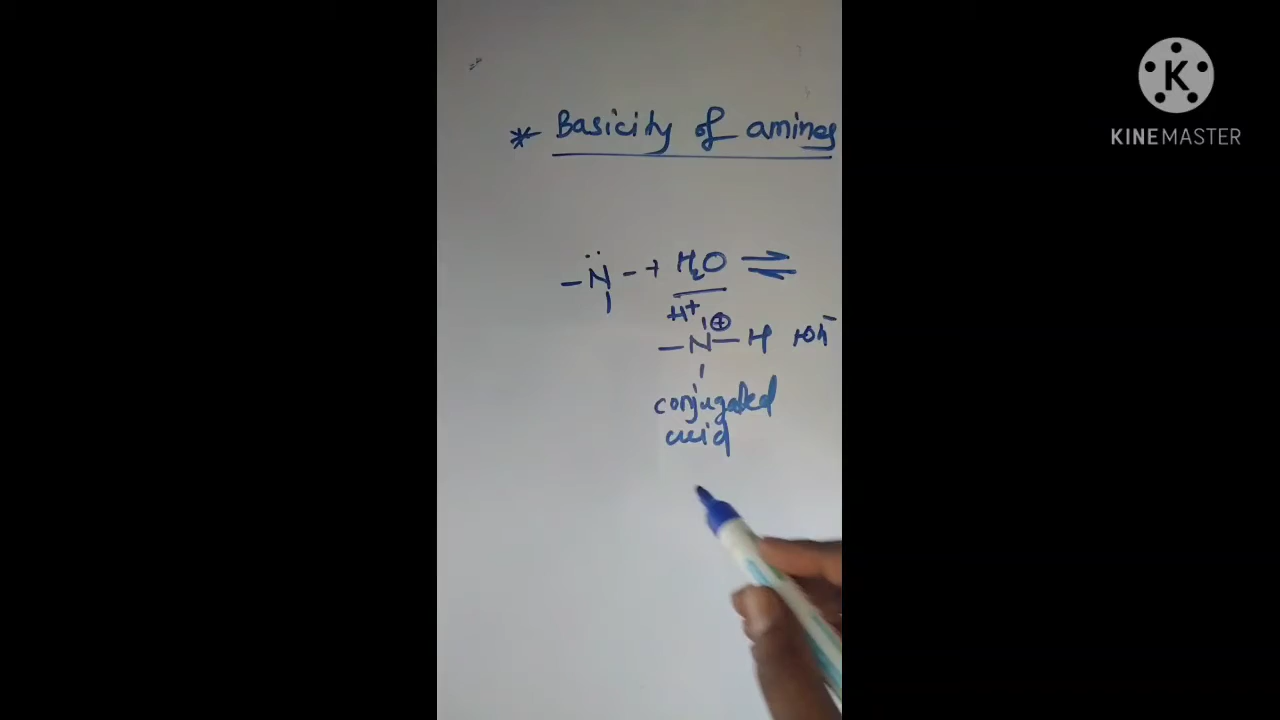 * Basicity of amines
-N̈- + H₂O ⇌
H⁺
-N⊕-H + OH⁻
conjugated
acid
K
KINEMASTER